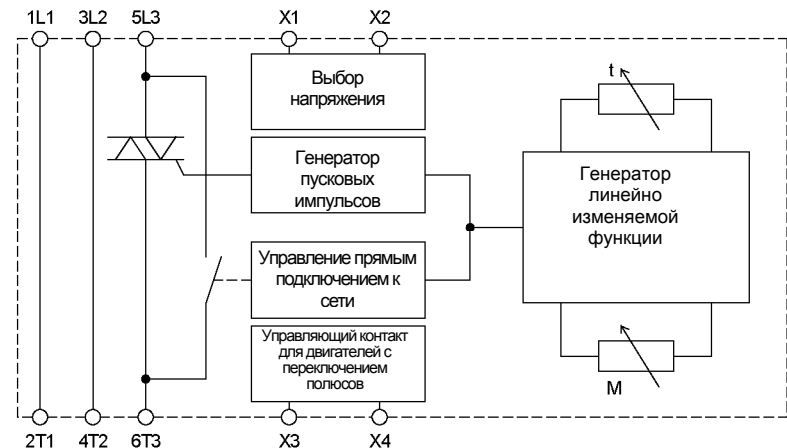 1L1 3L2 5L3 X1 X2
Выбор
напряжения
t
Генератор
пусковых
импульсов
Генератор
линейно
изменяемой
функции
Управление прямым
подключением к
сети
Управляющий контакт
для двигателей с
переключением
полюсов
M
2T1 4T2 6T3 X3 X4